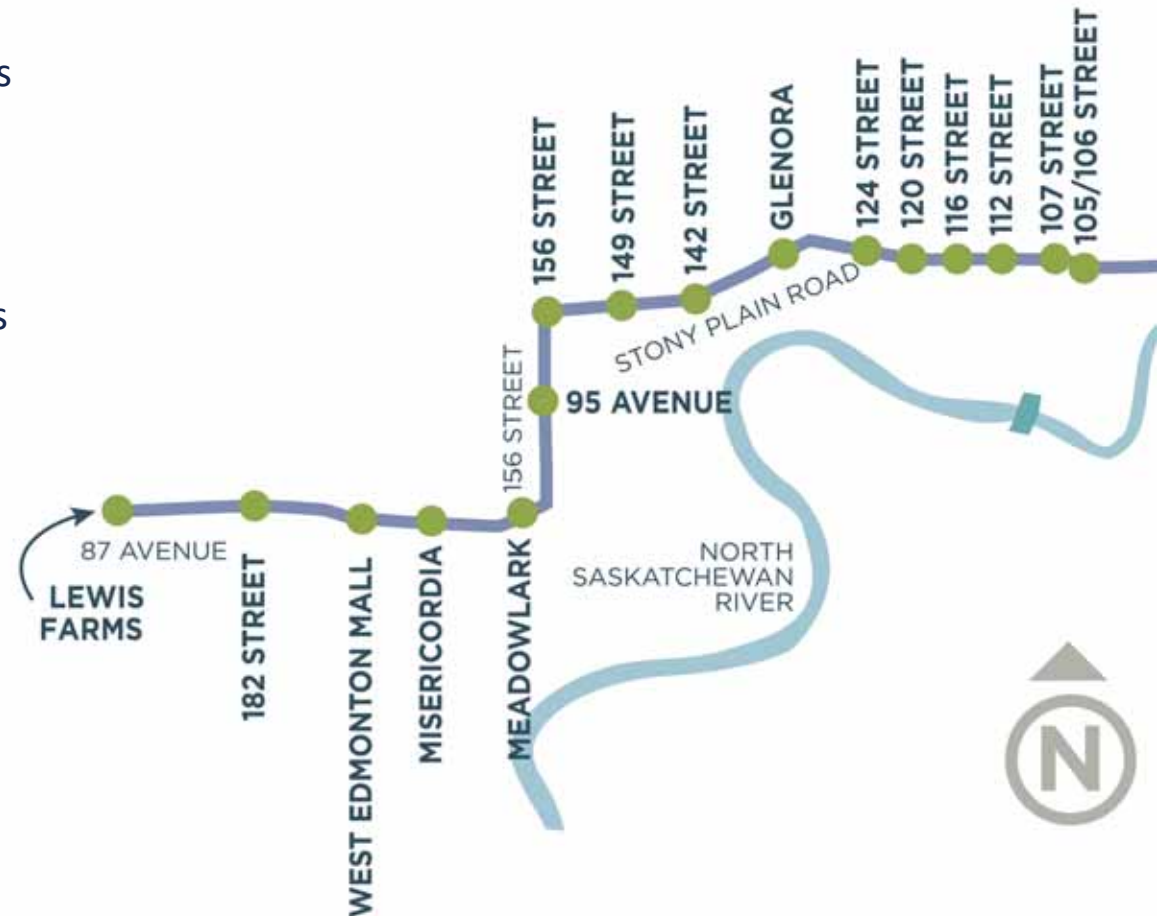 s
s
156 STREET
149 STREET
142 STREET
GLENORA
124 STREET
120 STREET
116 STREET
112 STREET
107 STREET
105/106 STREET
STONY PLAIN ROAD
156 STREET
95 AVENUE
87 AVENUE
LEWIS
FARMS
182 STREET
WEST EDMONTON MALL
MISERICORDIA
MEADOWLARK
NORTH
SASKATCHEWAN
RIVER
N